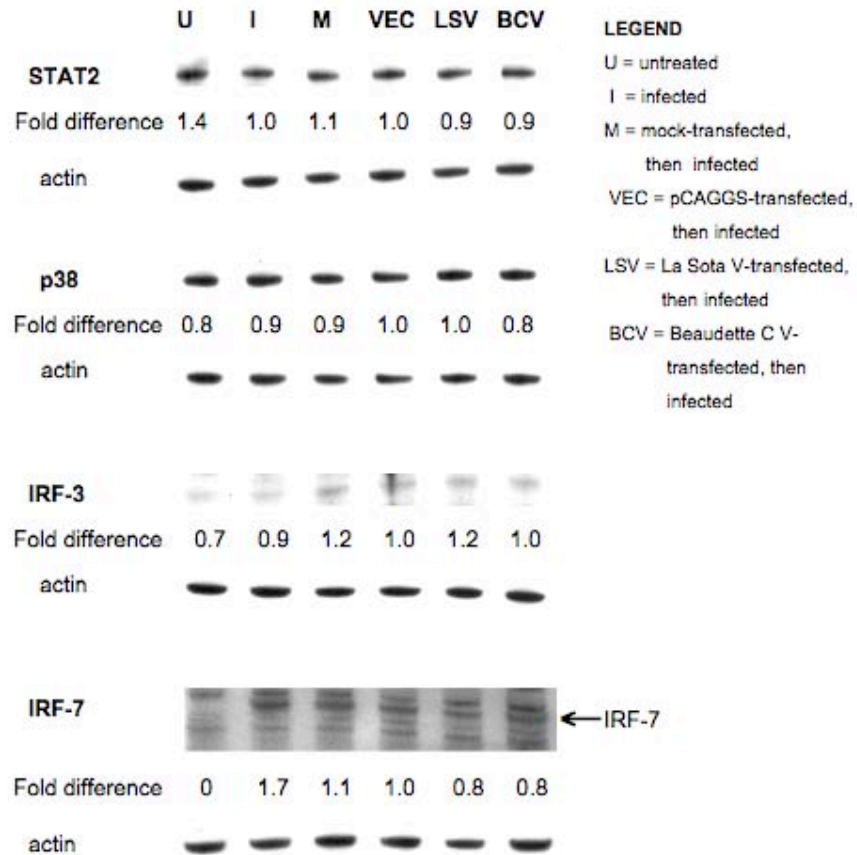 U I M VEC LSV BCV
STAT2
Fold difference 1.4 1.0 1.1 1.0 0.9 0.9
actin
p38
Fold difference 0.8 0.9 0.9 1.0 1.0 0.8
actin
IRF-3
Fold difference 0.7 0.9 1.2 1.0 1.2 1.0
actin
IRF-7
IRF-7
Fold difference 0 1.7 1.1 1.0 0.8 0.8
actin
LEGEND
U = untreated
I = infected
M = mock-transfected,
then infected
VEC = pCAGGS-transfected,
then infected
LSV = La Sota V-transfected,
then infected
BCV = Beaudette C V-
transfected, then
infected